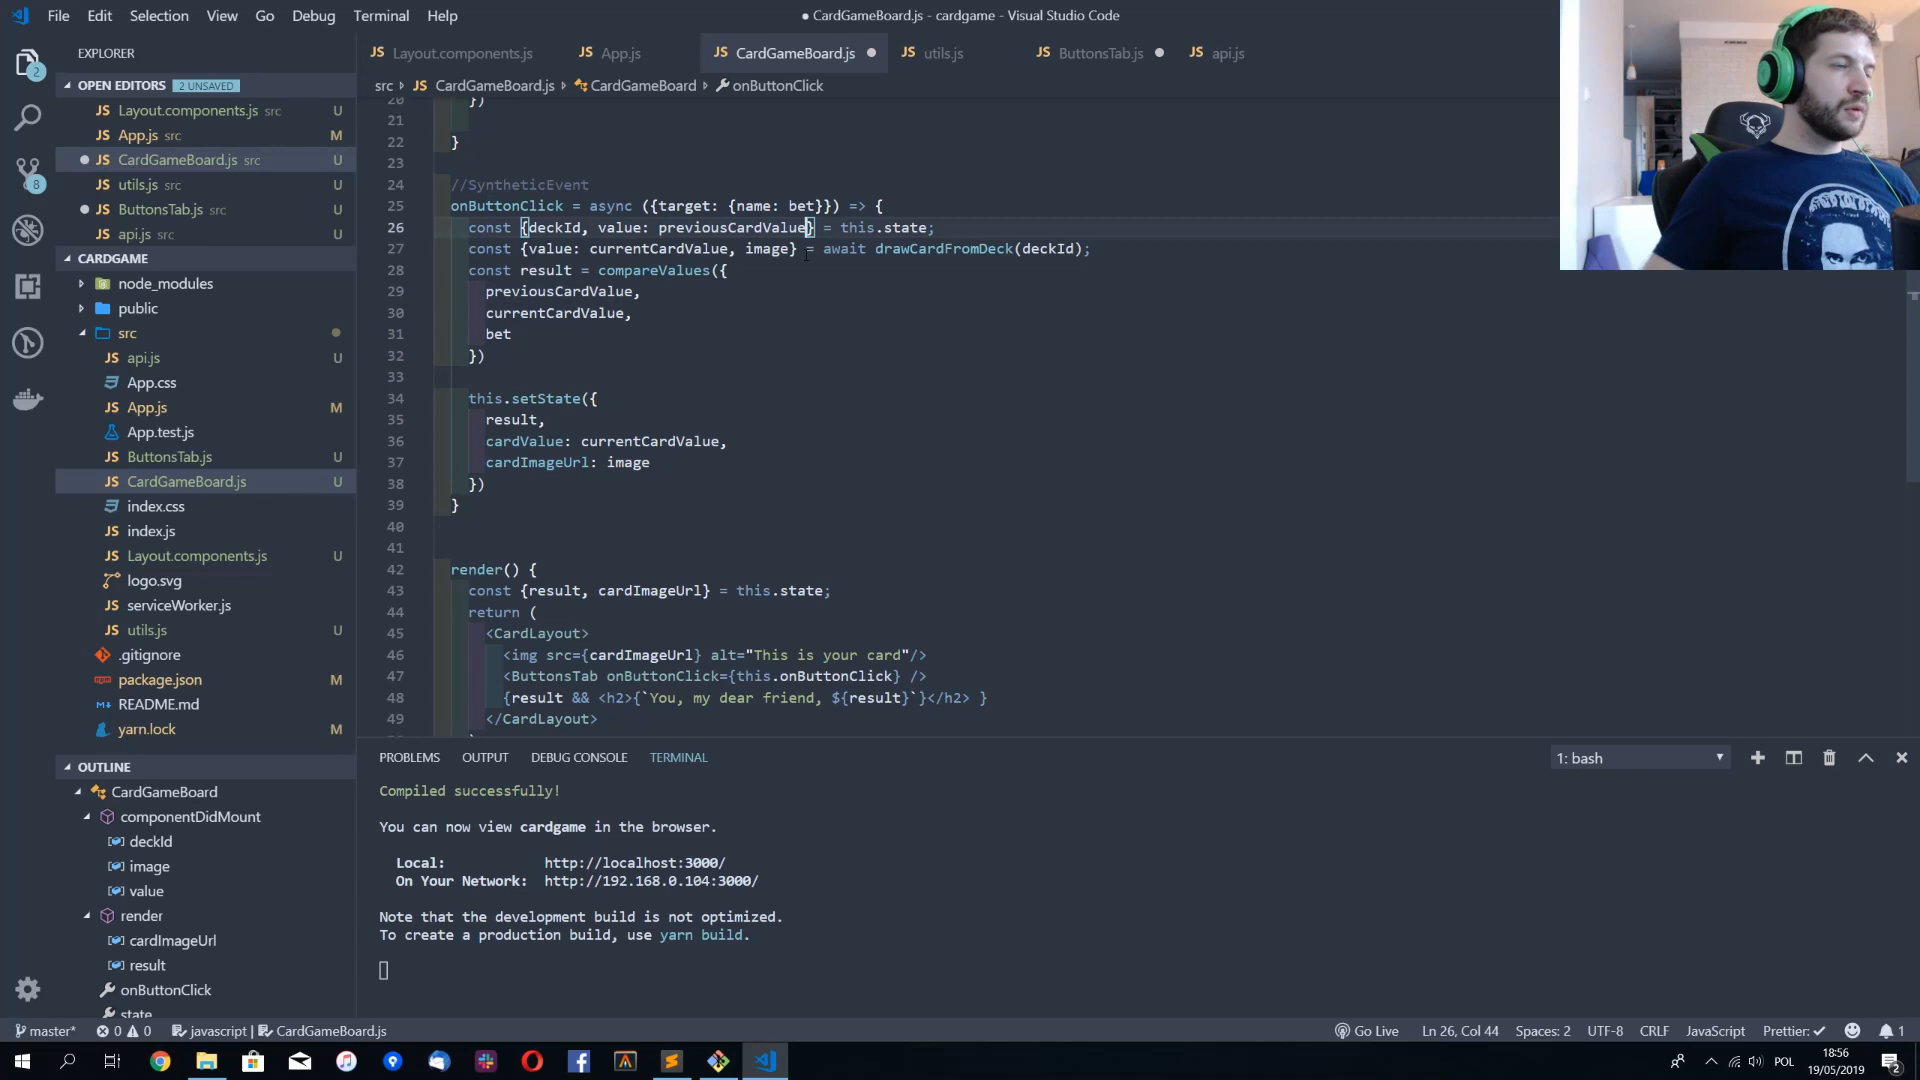 File Edit Selection View Go Debug Terminal Help
● CardGameBoard.js - cardgame - Visual Studio Code
EXPLORER
OPEN EDITORS 2 UNSAVED
JS Layout.components.js src U
JS App.js src M
JS CardGameBoard.js src U
JS utils.js src U
JS ButtonsTab.js src U
JS api.js src U
CARDGAME
node_modules
public
src
JS api.js U
App.css
JS App.js M
App.test.js
JS ButtonsTab.js U
JS CardGameBoard.js U
index.css
JS index.js
JS Layout.components.js U
logo.svg
JS serviceWorker.js
JS utils.js U
.gitignore
package.json M
README.md
yarn.lock M
OUTLINE
CardGameBoard
componentDidMount
deckId
image
value
render
cardImageUrl
result
onButtonClick
state
2
8
JS Layout.components.js JS App.js JS CardGameBoard.js JS utils.js JS ButtonsTab.js JS api.js
src JS CardGameBoard.js CardGameBoard onButtonClick
20 })
21
22 }
23
24 //SyntheticEvent
25 onButtonClick = async ({target: {name: bet}}) => {
26 const {deckId, value: previousCardValue} = this.state;
27 const {value: currentCardValue, image} = await drawCardFromDeck(deckId);
28 const result = compareValues({
29 previousCardValue,
30 currentCardValue,
31 bet
32 })
33
34 this.setState({
35 result,
36 cardValue: currentCardValue,
37 cardImageUrl: image
38 })
39 }
40
41
42 render() {
43 const {result, cardImageUrl} = this.state;
44 return (
45 <CardLayout>
46 <img src={cardImageUrl} alt="This is your card"/>
47 <ButtonsTab onButtonClick={this.onButtonClick} />
48 {result && <h2>{`You, my dear friend, ${result}`}</h2> }
49 </CardLayout>
PROBLEMS OUTPUT DEBUG CONSOLE TERMINAL 1: bash
Compiled successfully!
You can now view cardgame in the browser.
Local: http://localhost:3000/
On Your Network: http://192.168.0.104:3000/
Note that the development build is not optimized.
To create a production build, use yarn build.
master* 0 0 javascript | CardGameBoard.js Go Live Ln 26, Col 44 Spaces: 2 UTF-8 CRLF JavaScript Prettier: ✓ 1
POL 18:56
19/05/2019
2